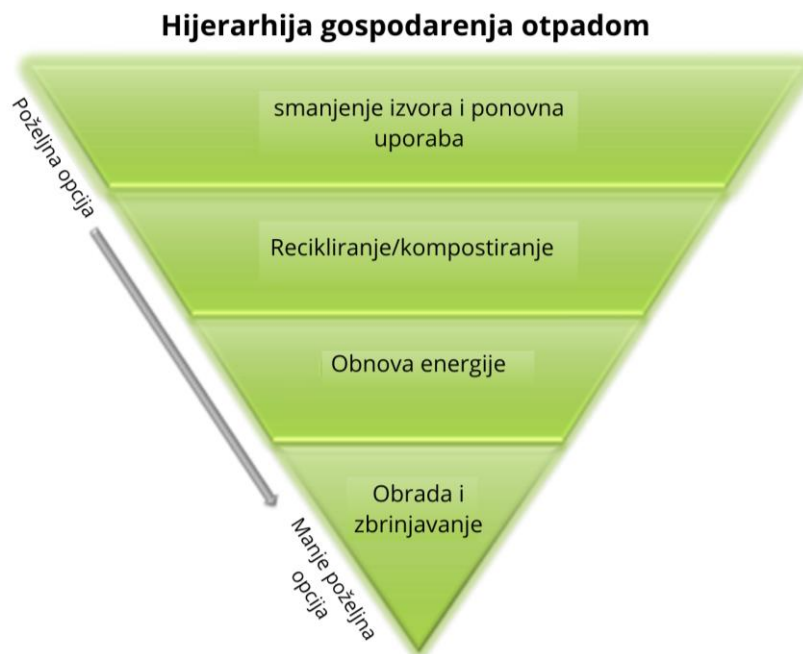 Hijerarhija gospodarenja otpadom
Poželjna opcija
smanjenje izvora i ponovna
uporaba
Recikliranje/kompostiranje
Obnova energije
Obrada i
zbrinjavanje
Manje poželjna
opcija